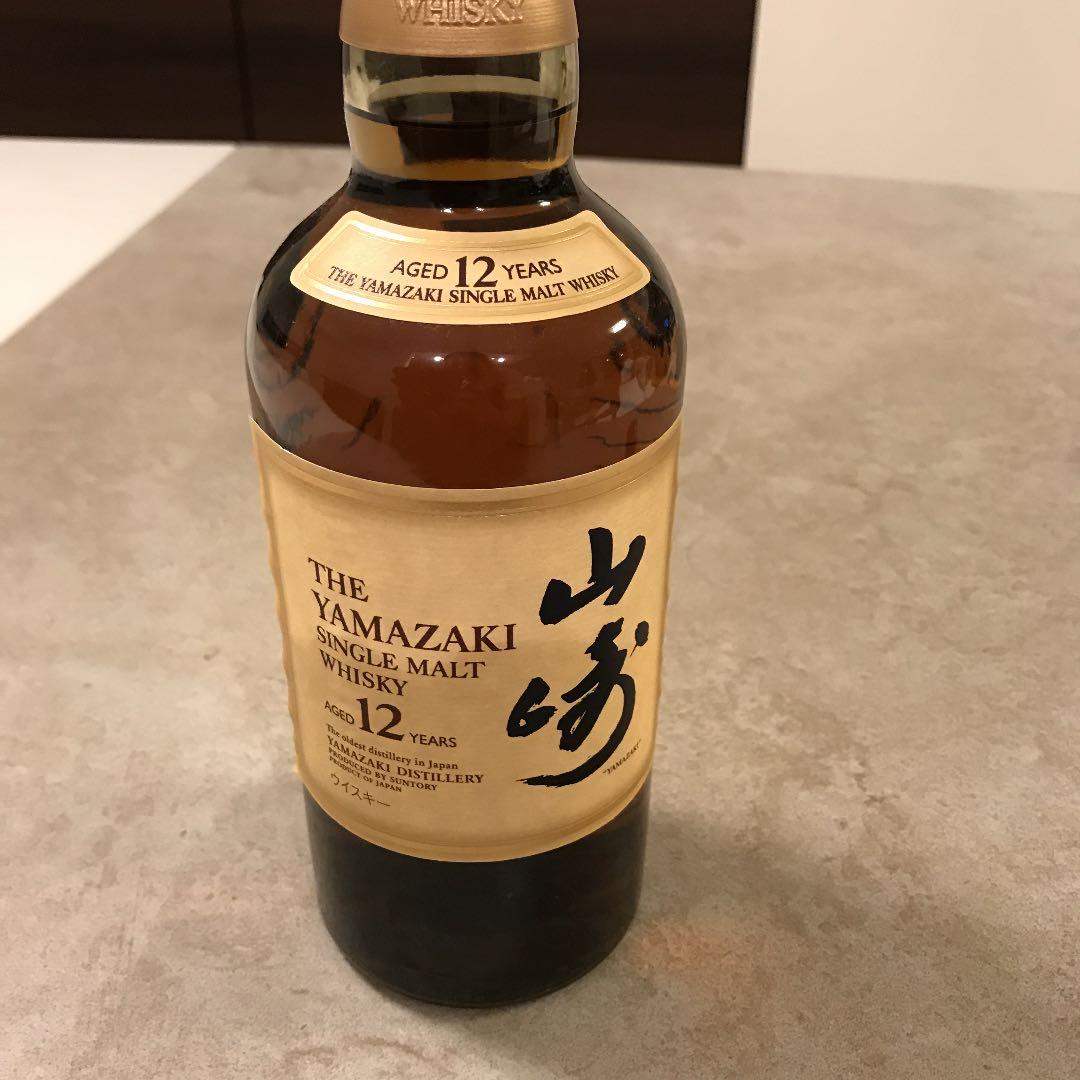 WHISKY
AGED 12 YEARS
THE YAMAZAKI SINGLE MALT WHISKY
THE
YAMAZAKI
SINGLE MALT
WHISKY
AGED 12 YEARS
The oldest distillery in Japan
YAMAZAKI DISTILLERY
PRODUCED BY SUNTORY
PRODUCT OF JAPAN
ウイスキー
山崎
"YAMAZAKI"